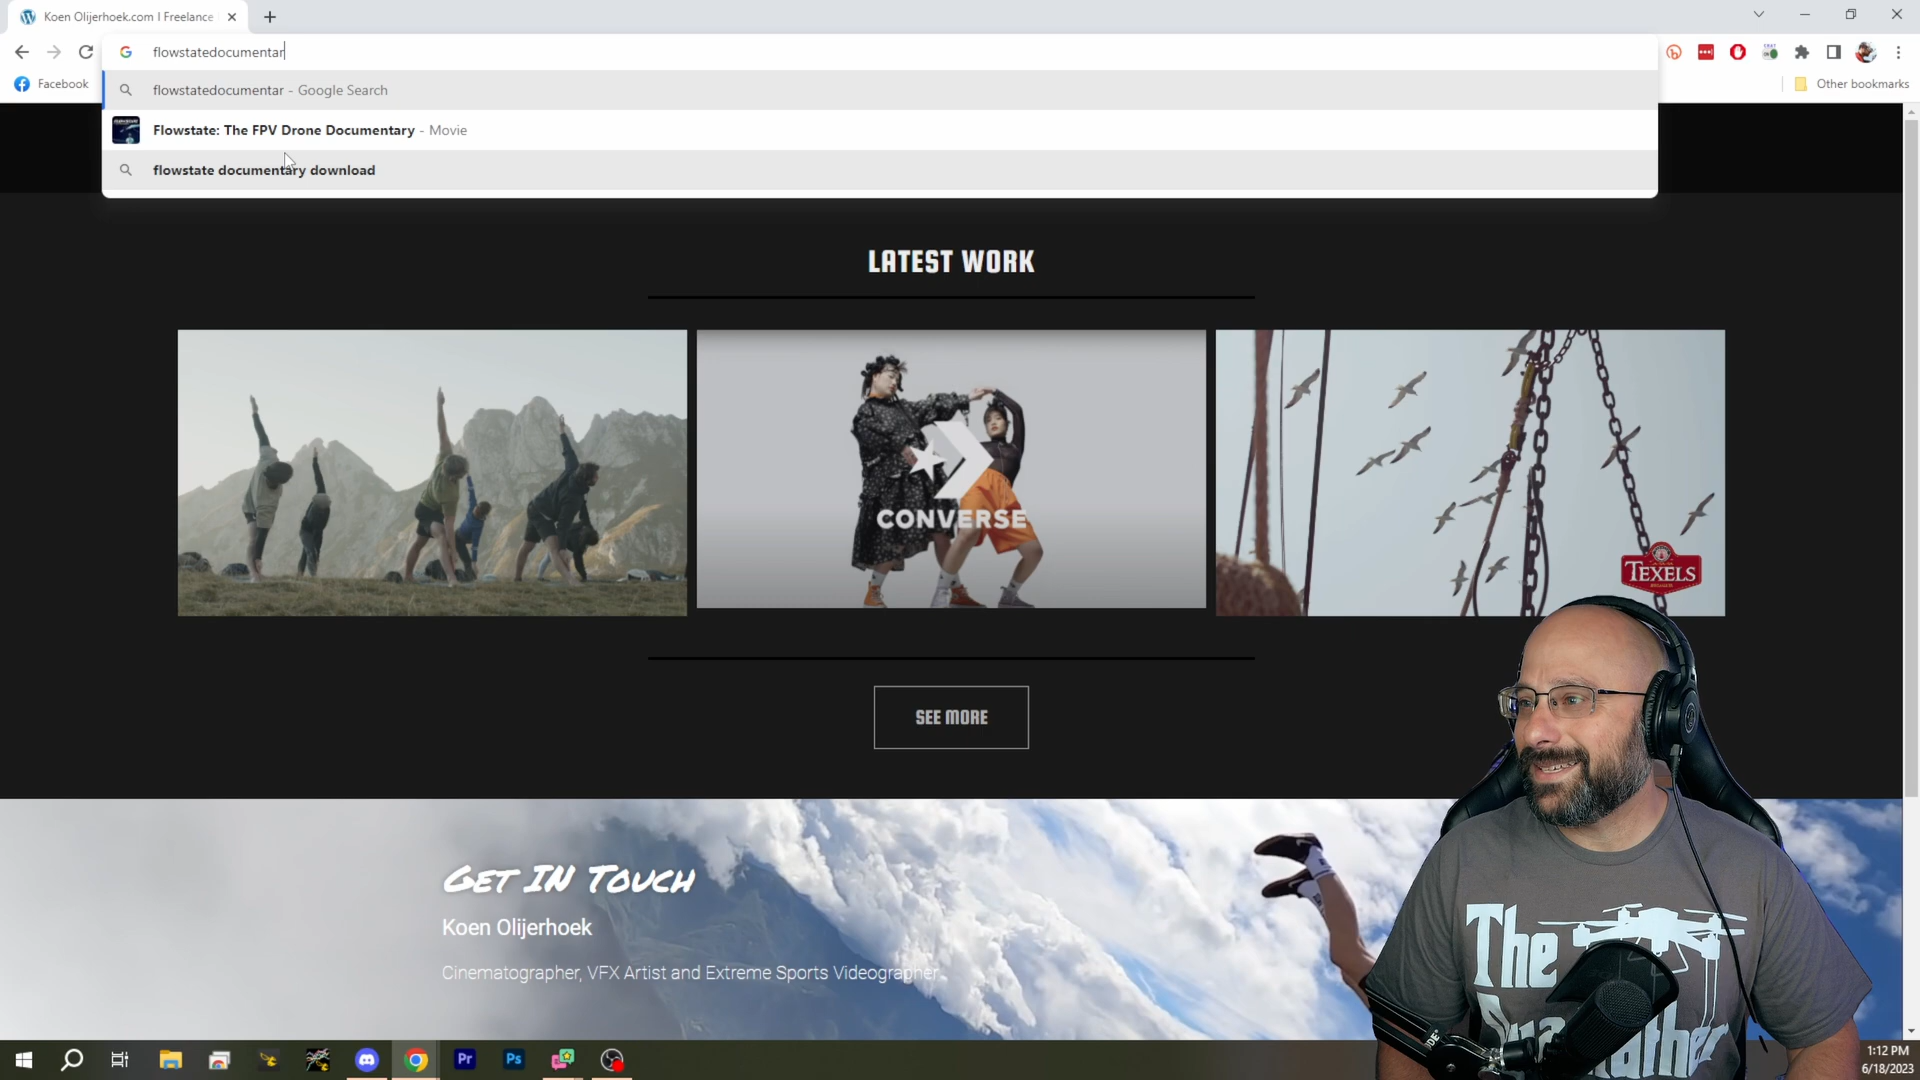 Koen Olijerhoek.com I Freelance
flowstatedocumentar
Facebook
Other bookmarks
flowstatedocumentar - Google Search
Flowstate: The FPV Drone Documentary - Movie
flowstate documentary download
LATEST WORK
CONVERSE
TEXELS
SEE MORE
GET IN TOUCH
Koen Olijerhoek
Cinematographer, VFX Artist and Extreme Sports Videographer
The
Pr
Ps
1:12 PM
6/18/2023